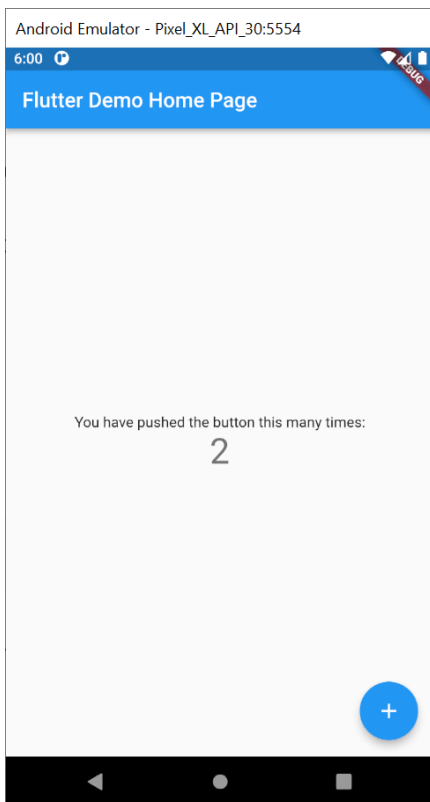 Android Emulator - Pixel_XL_API_30:5554
6:00
DEBUG
Flutter Demo Home Page
You have pushed the button this many times:
2
+